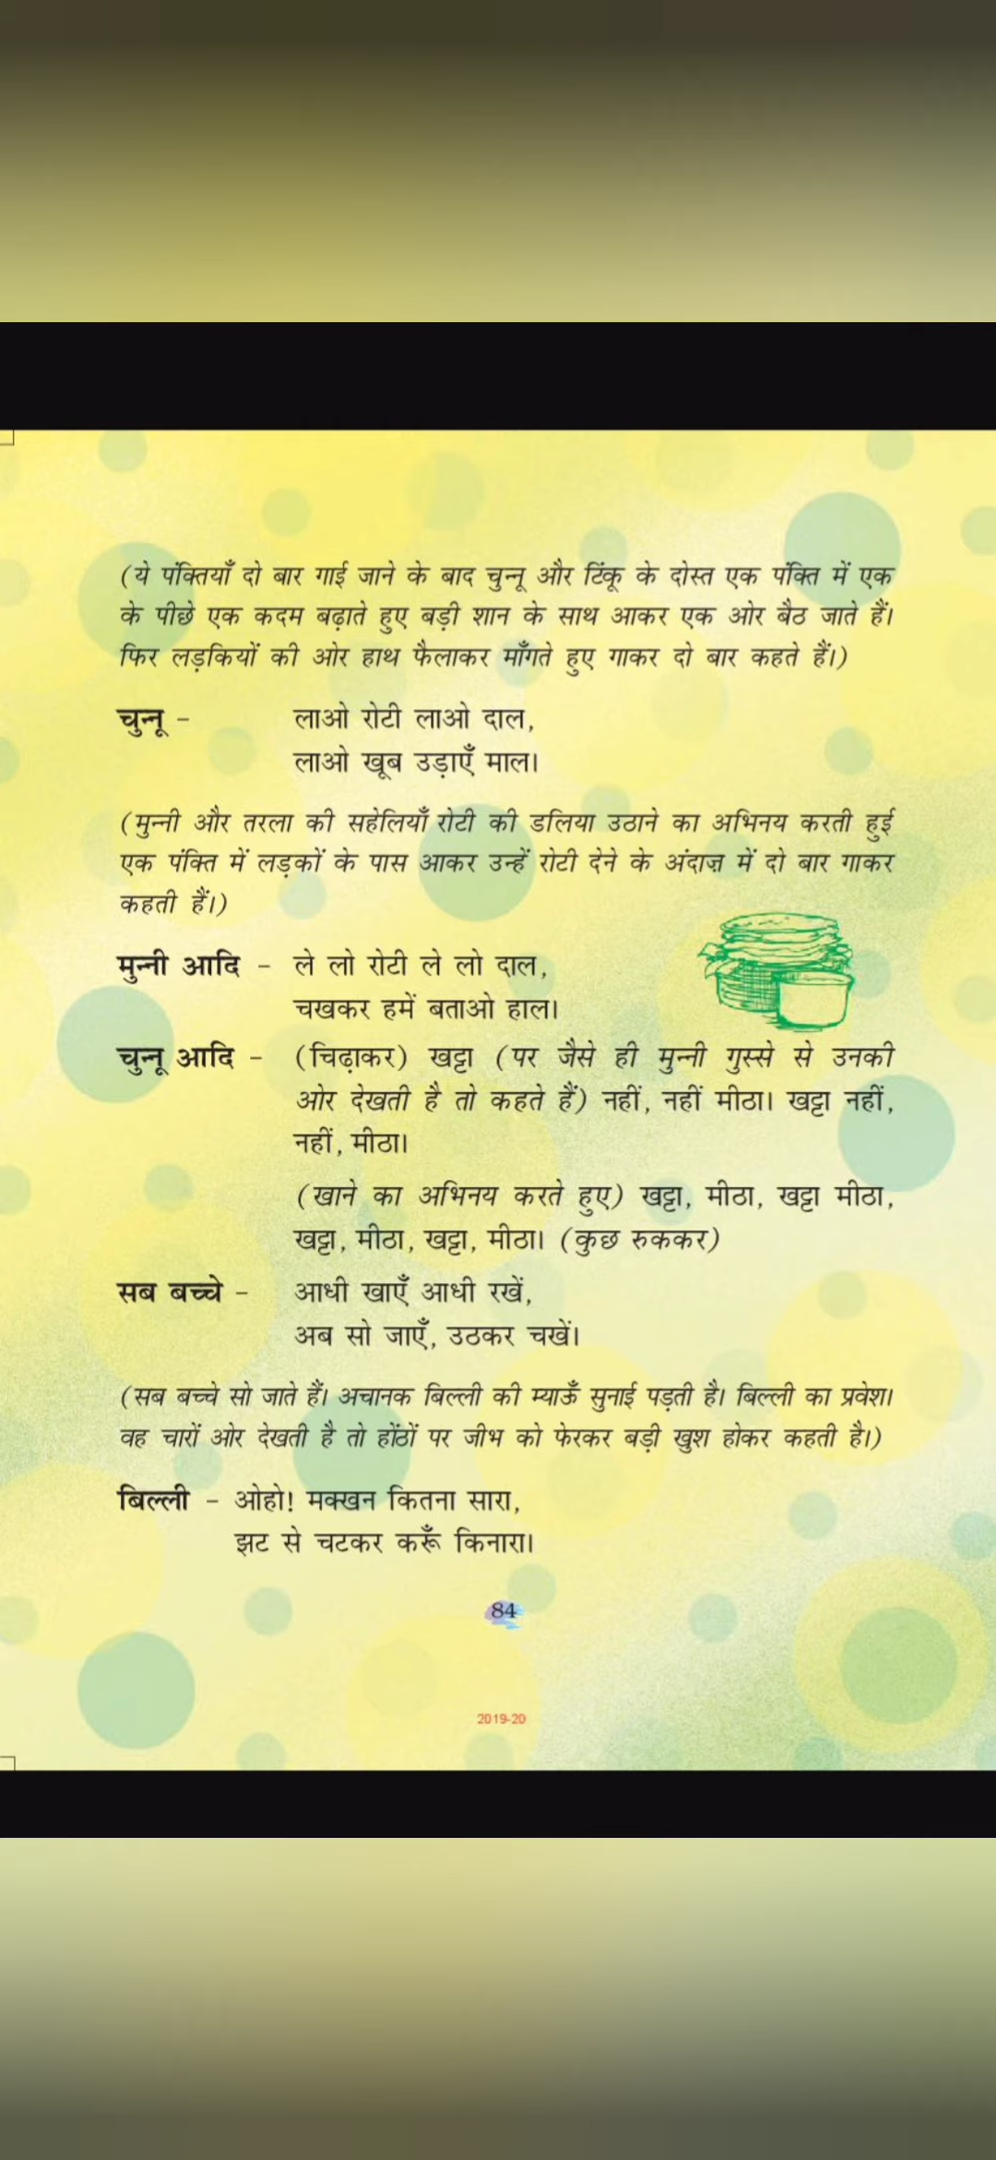 (ये पंक्तियाँ दो बार गाई जाने के बाद चुन्नू और टिंकू के दोस्त एक पंक्ति में एक
के पीछे एक कदम बढ़ाते हुए बड़ी शान के साथ आकर एक ओर बैठ जाते हैं।
फिर लड़कियों की ओर हाथ फैलाकर माँगते हुए गाकर दो बार कहते हैं।)
चुन्नू - लाओ रोटी लाओ दाल,
लाओ खूब उड़ाएँ माल।
(मुन्नी और तरला की सहेलियाँ रोटी की डलिया उठाने का अभिनय करती हुई
एक पंक्ति में लड़कों के पास आकर उन्हें रोटी देने के अंदाज़ में दो बार गाकर
कहती हैं।)
मुन्नी आदि - ले लो रोटी ले लो दाल,
चखकर हमें बताओ हाल।
चुन्नू आदि - (चिढ़ाकर) खट्टा (पर जैसे ही मुन्नी गुस्से से उनकी
ओर देखती है तो कहते हैं) नहीं, नहीं मीठा। खट्टा नहीं,
नहीं, मीठा।
(खाने का अभिनय करते हुए) खट्टा, मीठा, खट्टा मीठा,
खट्टा, मीठा, खट्टा, मीठा। (कुछ रुककर)
सब बच्चे - आधी खाएँ आधी रखें,
अब सो जाएँ, उठकर चखें।
(सब बच्चे सो जाते हैं। अचानक बिल्ली की म्याऊँ सुनाई पड़ती है। बिल्ली का प्रवेश।
वह चारों ओर देखती है तो होंठों पर जीभ को फेरकर बड़ी खुश होकर कहती है।)
बिल्ली - ओहो! मक्खन कितना सारा,
झट से चटकर करूँ किनारा।
84
2019-20